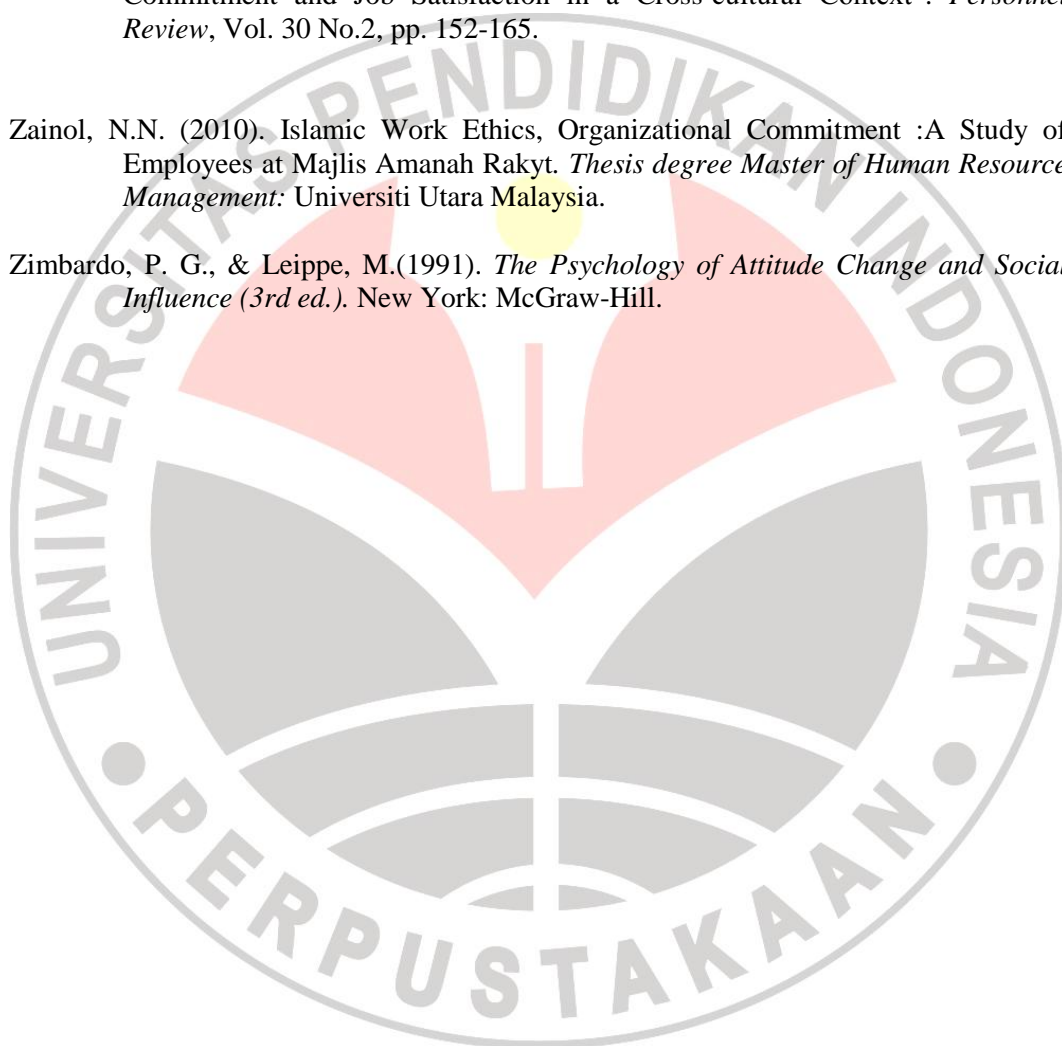 Commitment and Job Satisfaction in a Cross-cultural Context". Personnel
Review, Vol. 30 No.2, pp. 152-165.
Zainol, N.N. (2010). Islamic Work Ethics, Organizational Commitment :A Study of
Employees at Majlis Amanah Rakyt. Thesis degree Master of Human Resource
Management: Universiti Utara Malaysia.
Zimbardo, P. G., & Leippe, M.(1991). The Psychology of Attitude Change and Social
Influence (3rd ed.). New York: McGraw-Hill.
UNIVERSITAS PENDIDIKAN INDONESIA
PERPUSTAKAAN